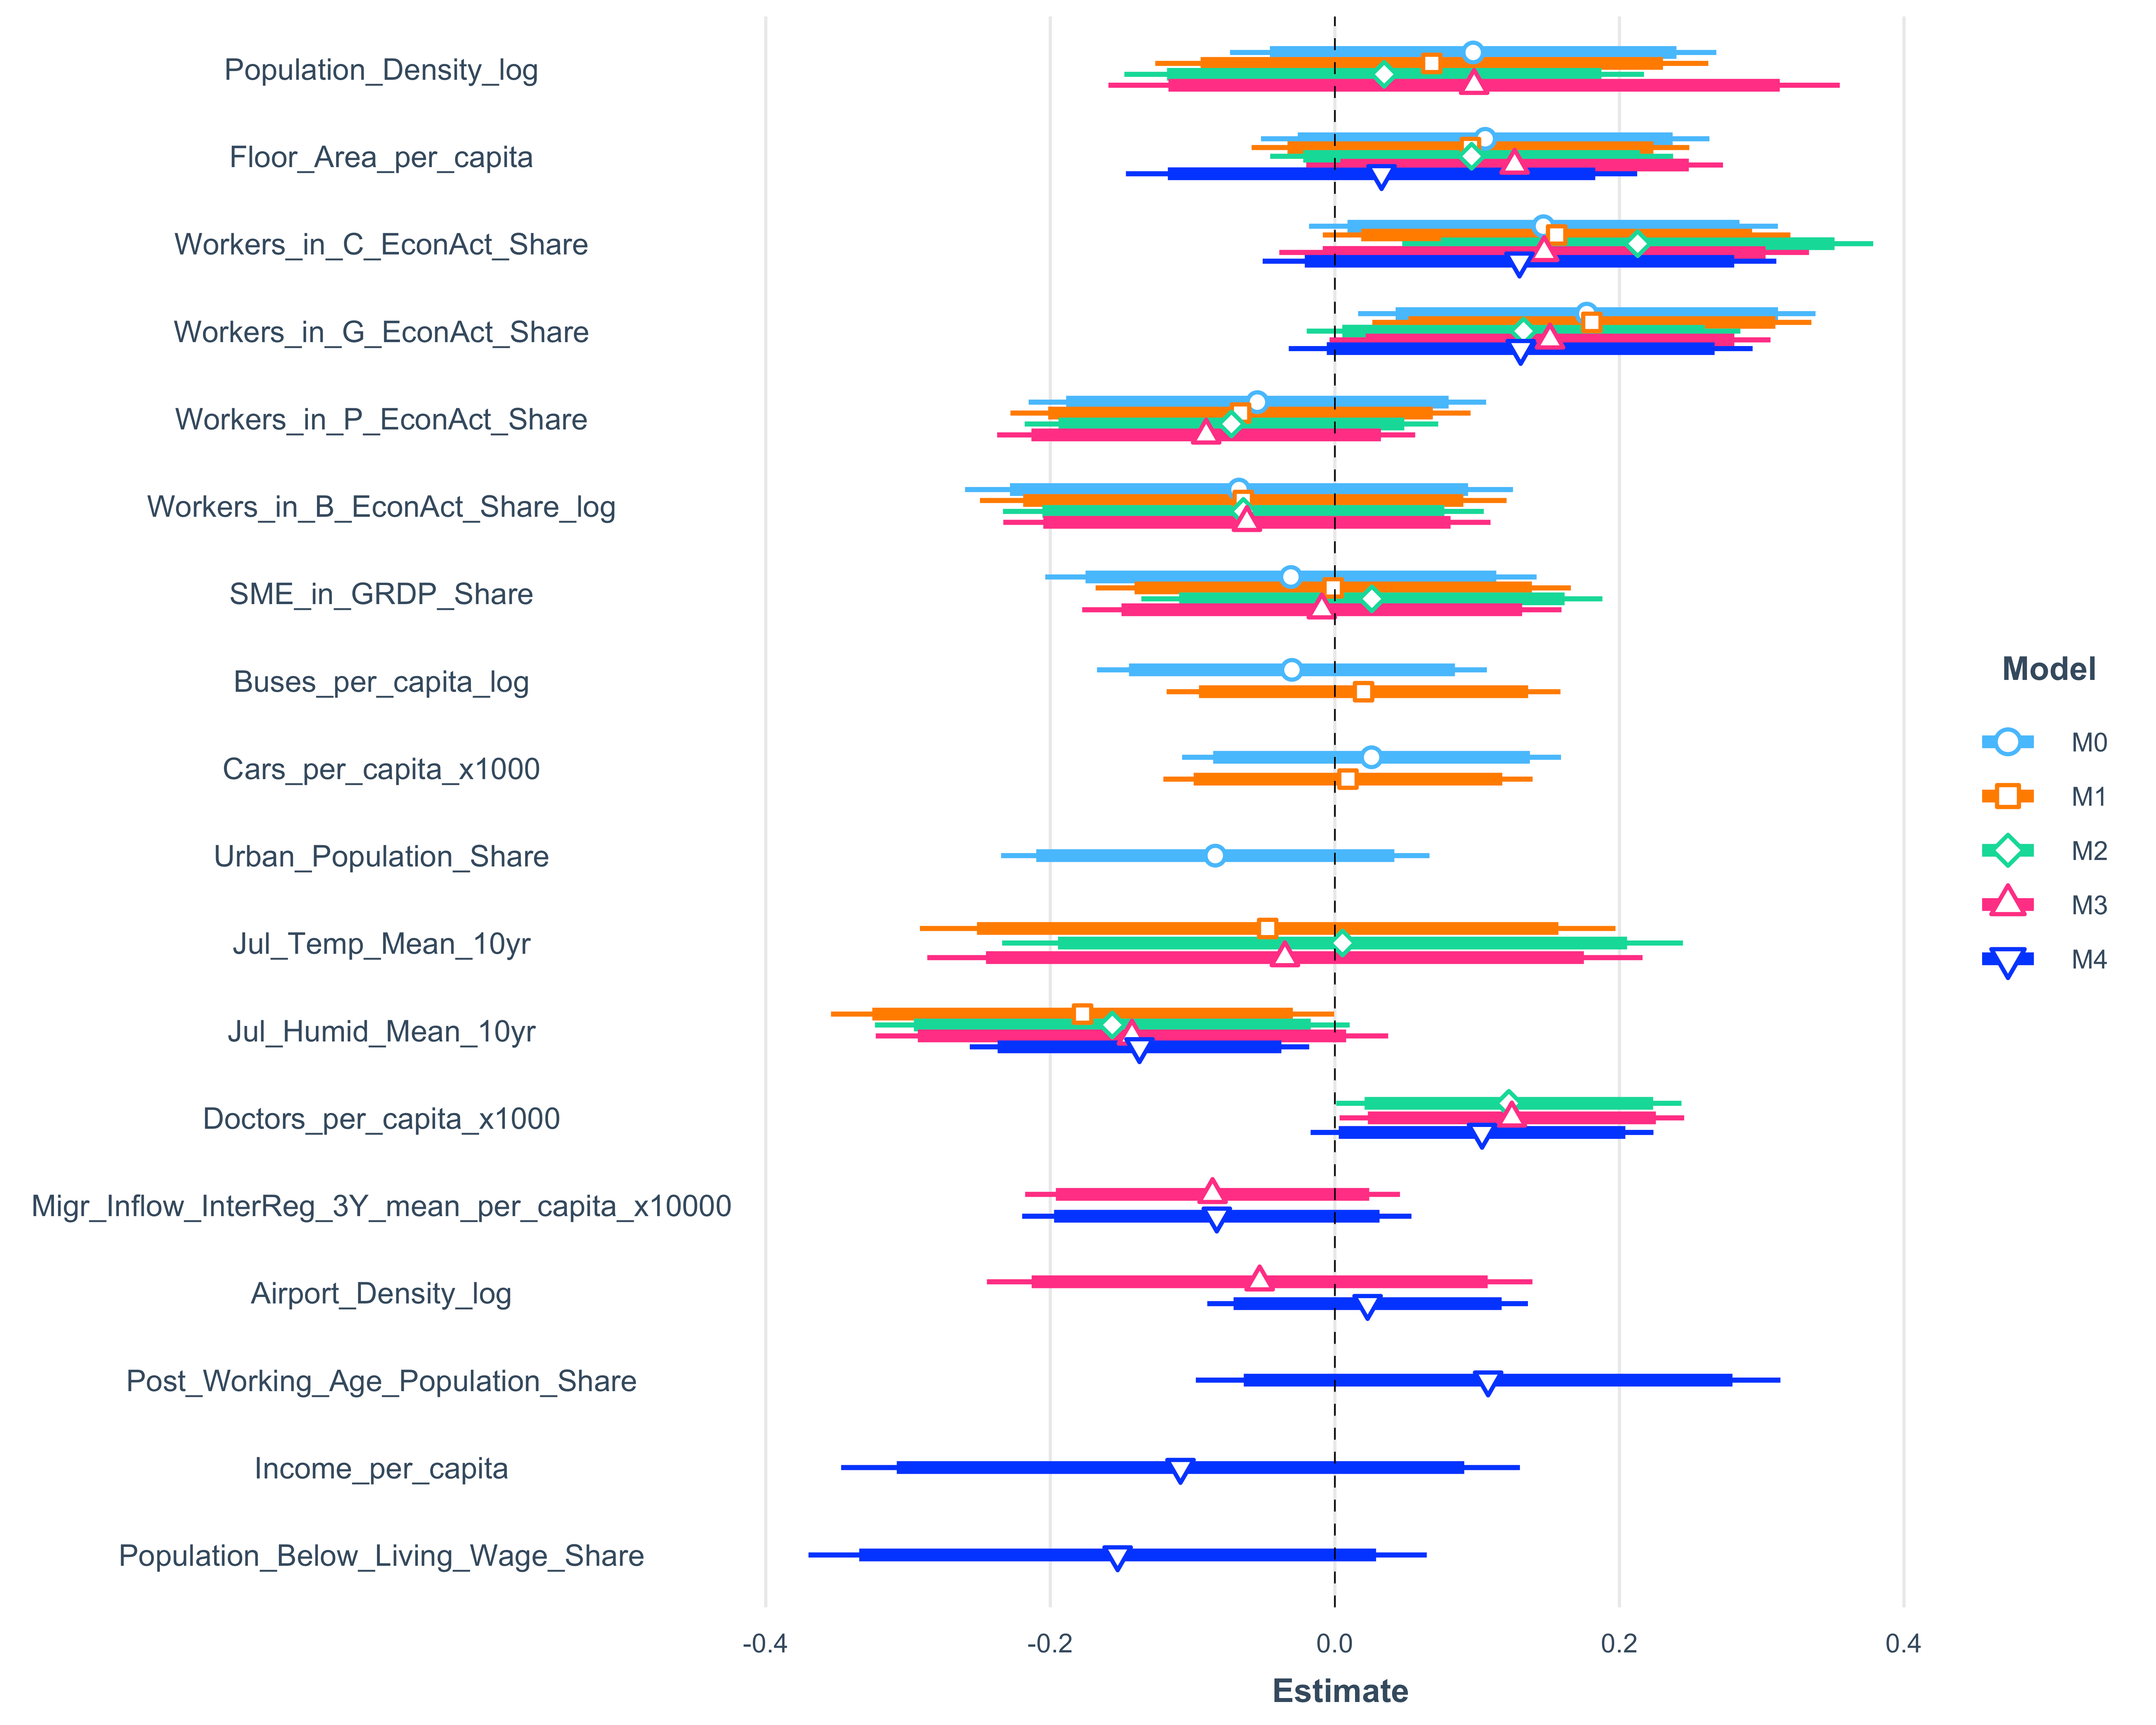 Population_Density_log
Floor_Area_per_capita
Workers_in_C_EconAct_Share
Workers_in_G_EconAct_Share
Workers_in_P_EconAct_Share
Workers_in_B_EconAct_Share_log
SME_in_GRDP_Share
Buses_per_capita_log
Cars_per_capita_x1000
Urban_Population_Share
Jul_Temp_Mean_10yr
Jul_Humid_Mean_10yr
Doctors_per_capita_x1000
Migr_Inflow_InterReg_3Y_mean_per_capita_x10000
Airport_Density_log
Post_Working_Age_Population_Share
Income_per_capita
Population_Below_Living_Wage_Share
-0.4 -0.2 0.0 0.2 0.4
Estimate
Model
M0
M1
M2
M3
M4